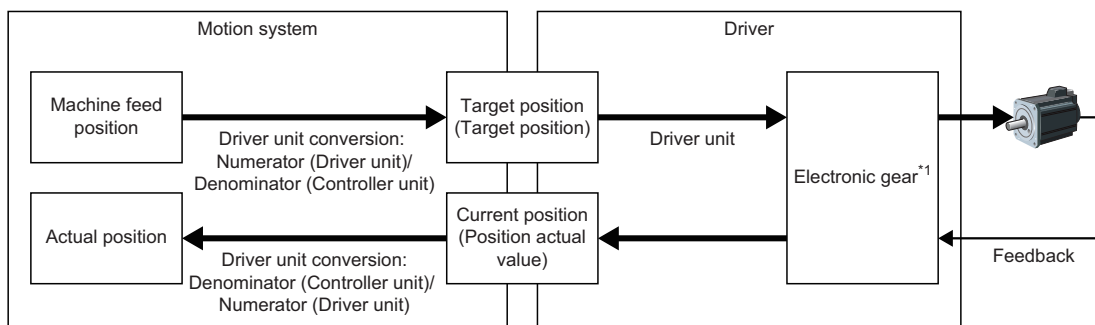 Motion system
Driver
Machine feed
position
Driver unit conversion:
Numerator (Driver unit)/
Denominator (Controller unit)
Target position
(Target position)
Driver unit
Electronic gear*1
Actual position
Driver unit conversion:
Denominator (Controller unit)/
Numerator (Driver unit)
Current position
(Position actual
value)
Feedback